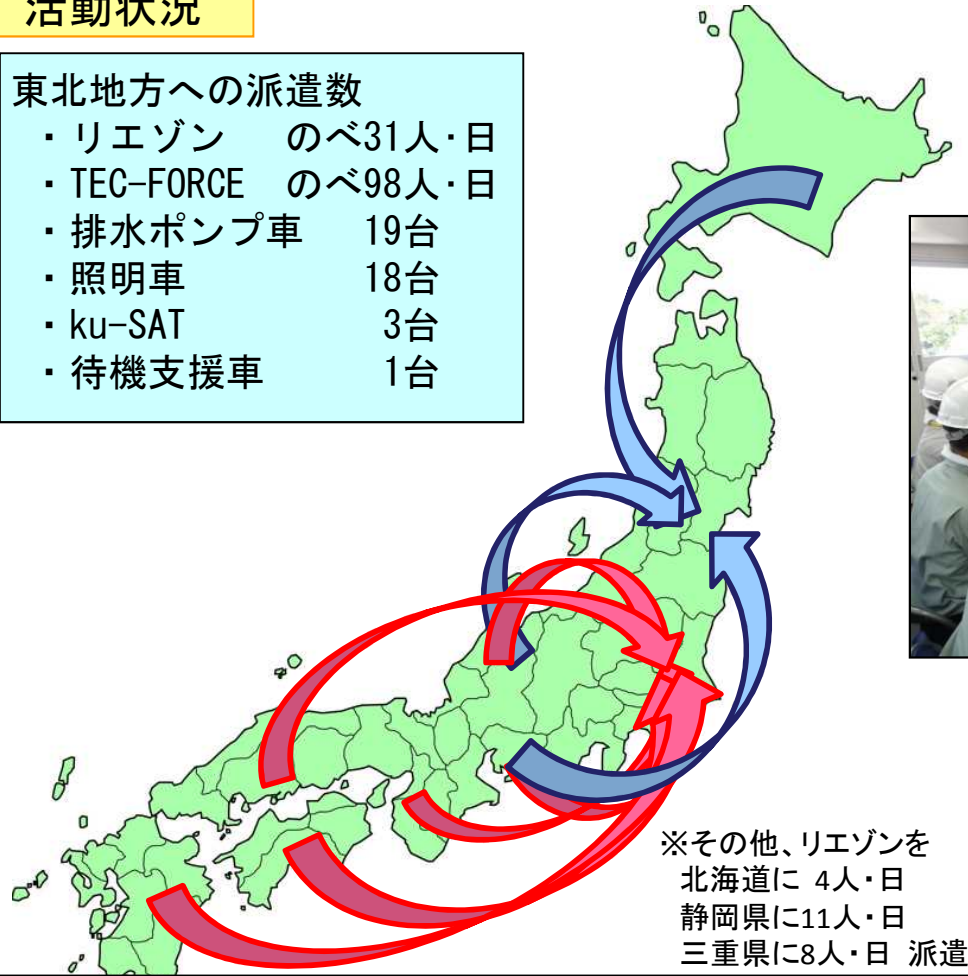 活動状況
東北地方への派遣数
・リエゾン のべ31人・日
・TEC-FORCE のべ98人・日
・排水ポンプ車 19台
・照明車 18台
・ku-SAT 3台
・待機支援車 1台
※その他、リエゾンを
北海道に 4人・日
静岡県に11人・日
三重県に8人・日 派遣